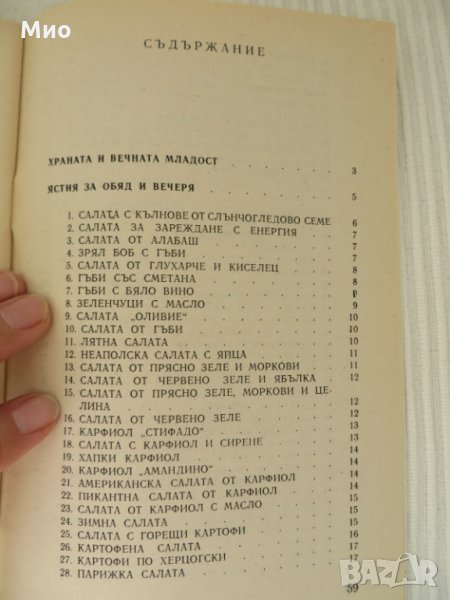 Мио
СЪДЪРЖАНИЕ
ХРАНАТА И ВЕЧНАТА МЛАДОСТ . . . . . . 3
ЯСТИЯ ЗА ОБЯД И ВЕЧЕРЯ . . . . . . . 5
1. САЛАТА С КЪЛНОВЕ ОТ СЛЪНЧОГЛЕДОВО СЕМЕ 6
2. САЛАТА ЗА ЗАРЕЖДАНЕ С ЕНЕРГИЯ . . 7
3. САЛАТА ОТ АЛАБАШ . . . . . . 7
4. ЗРЯЛ БОБ С ГЪБИ . . . . . . 7
5. САЛАТА ОТ ГЛУХАРЧЕ И КИСЕЛЕЦ . . . 8
6. ГЪБИ СЪС СМЕТАНА . . . . . . 8
7. ГЪБИ С БЯЛО ВИНО . . . . . .
8. ЗЕЛЕНЧУЦИ С МАСЛО . . . . . . 9
9. САЛАТА „ОЛИВИЕ“ . . . . . . 10
10. САЛАТА ОТ ГЪБИ . . . . . . 10
11. ЛЯТНА САЛАТА . . . . . . 11
12. НЕАПОЛСКА САЛАТА С ЯЙЦА . . . . 11
13. САЛАТА ОТ ПРЯСНО ЗЕЛЕ И МОРКОВИ . . 11
14. САЛАТА ОТ ЧЕРВЕНО ЗЕЛЕ И ЯБЪЛКА . . 12
15. САЛАТА ОТ ПРЯСНО ЗЕЛЕ, МОРКОВИ И ЦЕ-
ЛИНА . . . . . . . . 12
16. САЛАТА ОТ ЧЕРВЕНО ЗЕЛЕ . . . . 12
17. КАРФИОЛ „СТИФАДО“ . . . . . . 13
18. САЛАТА С КАРФИОЛ И СИРЕНЕ . . . 13
19. ХАПКИ КАРФИОЛ . . . . . . 14
20. КАРФИОЛ „АМАНДИНО“ . . . . . 14
21. АМЕРИКАНСКА САЛАТА ОТ КАРФИОЛ . . 14
22. ПИКАНТНА САЛАТА ОТ КАРФИОЛ . . . 14
23. САЛАТА ОТ КАРФИОЛ С МАСЛО . . . 15
24. ЗИМНА САЛАТА . . . . . . 15
25. САЛАТА С ГОРЕЩИ КАРТОФИ . . . . 16
26. КАРТОФЕНА САЛАТА . . . . . 17
27. КАРТОФИ ПО ХЕРЦОГСКИ . . . . 17
28. ПАРИЖКА САЛАТА . . . . . .
59
BAZAR
bg